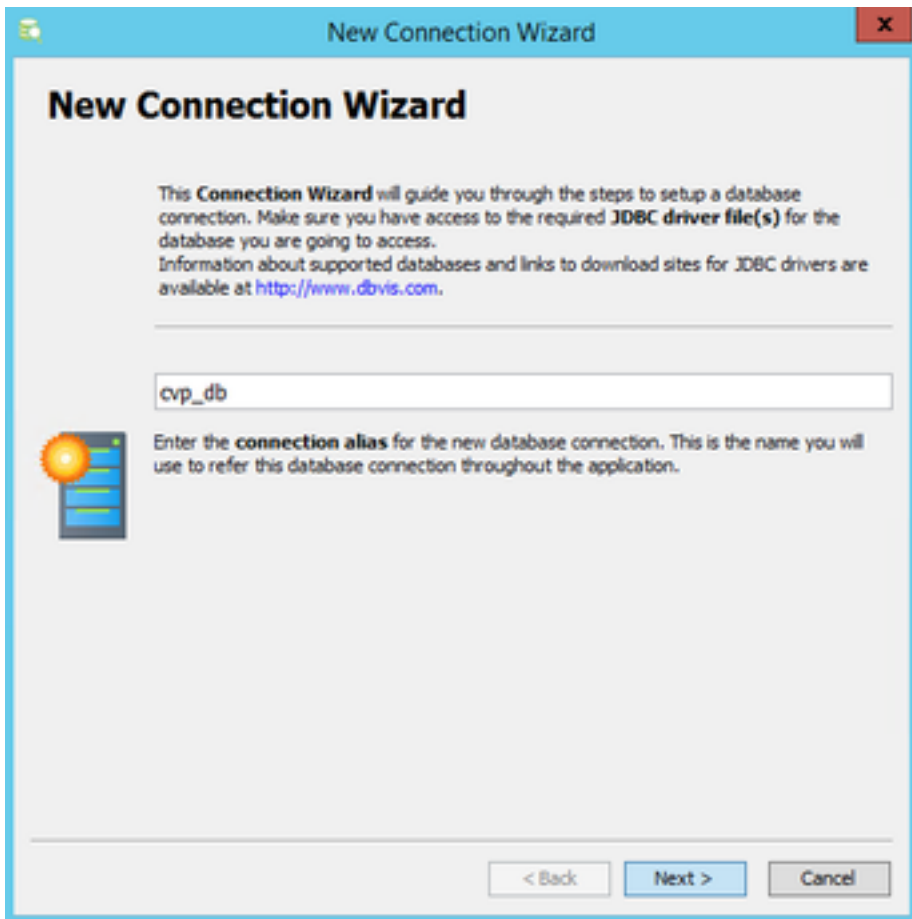 New Connection Wizard
x
New Connection Wizard
This Connection Wizard will guide you through the steps to setup a database
connection. Make sure you have access to the required JDBC driver file(s) for the
database you are going to access.
Information about supported databases and links to download sites for JDBC drivers are
available at http://www.dbvis.com.
cvp_db
Enter the connection alias for the new database connection. This is the name you will
use to refer this database connection throughout the application.
< Back Next > Cancel